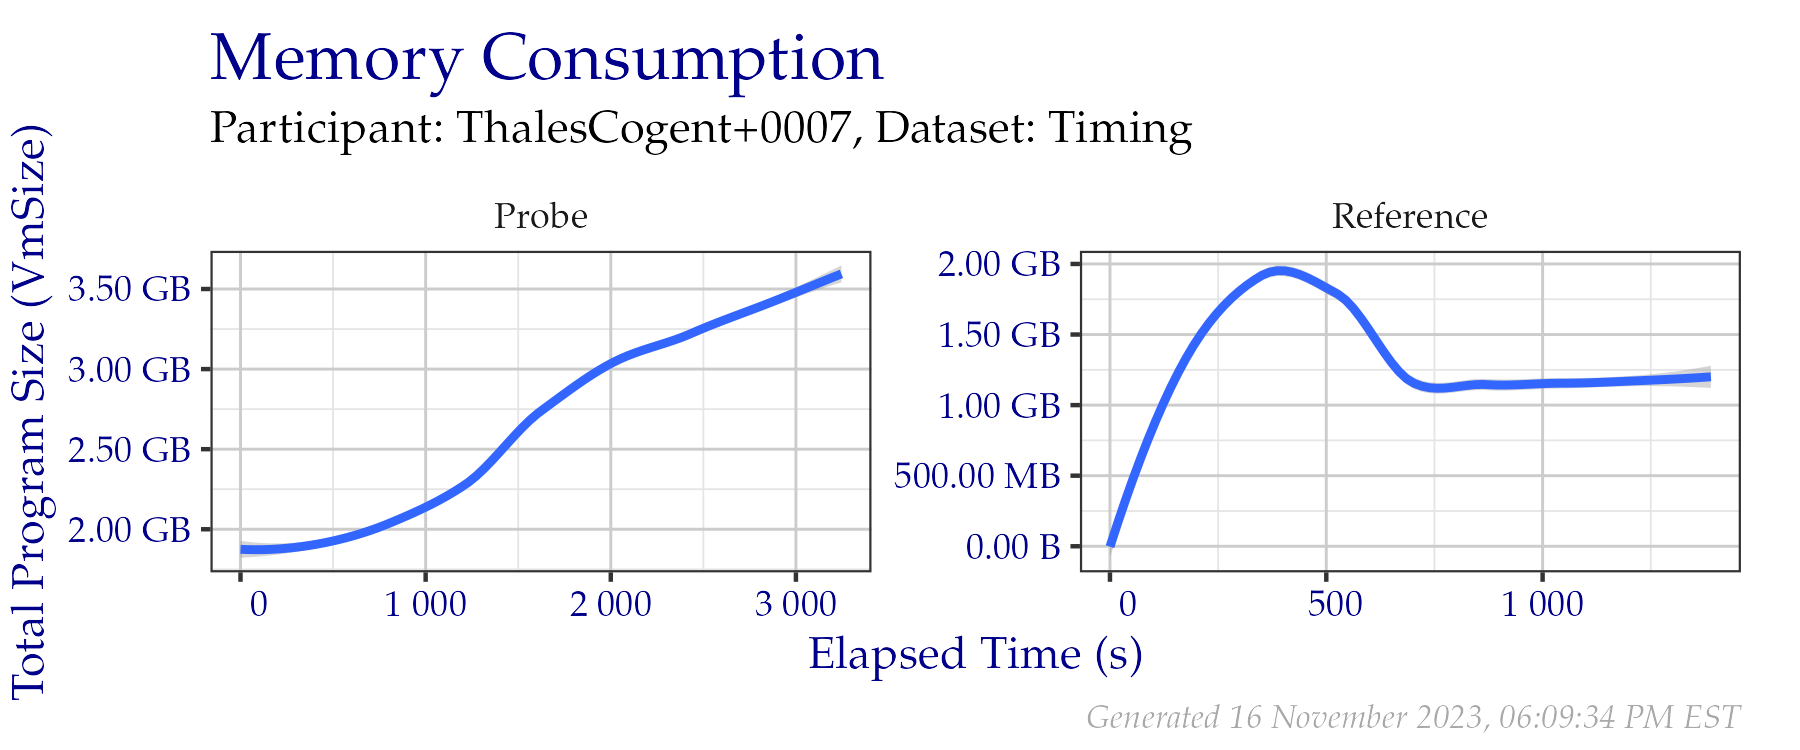 Memory Consumption
Participant: ThalesCogent+0007, Dataset: Timing
Total Program Size (VmSize)
Probe
3.50 GB
3.00 GB
2.50 GB
2.00 GB
0 1 000 2 000 3 000
Reference
2.00 GB
1.50 GB
1.00 GB
500.00 MB
0.00 B
0 500 1 000
Elapsed Time (s)
Generated 16 November 2023, 06:09:34 PM EST